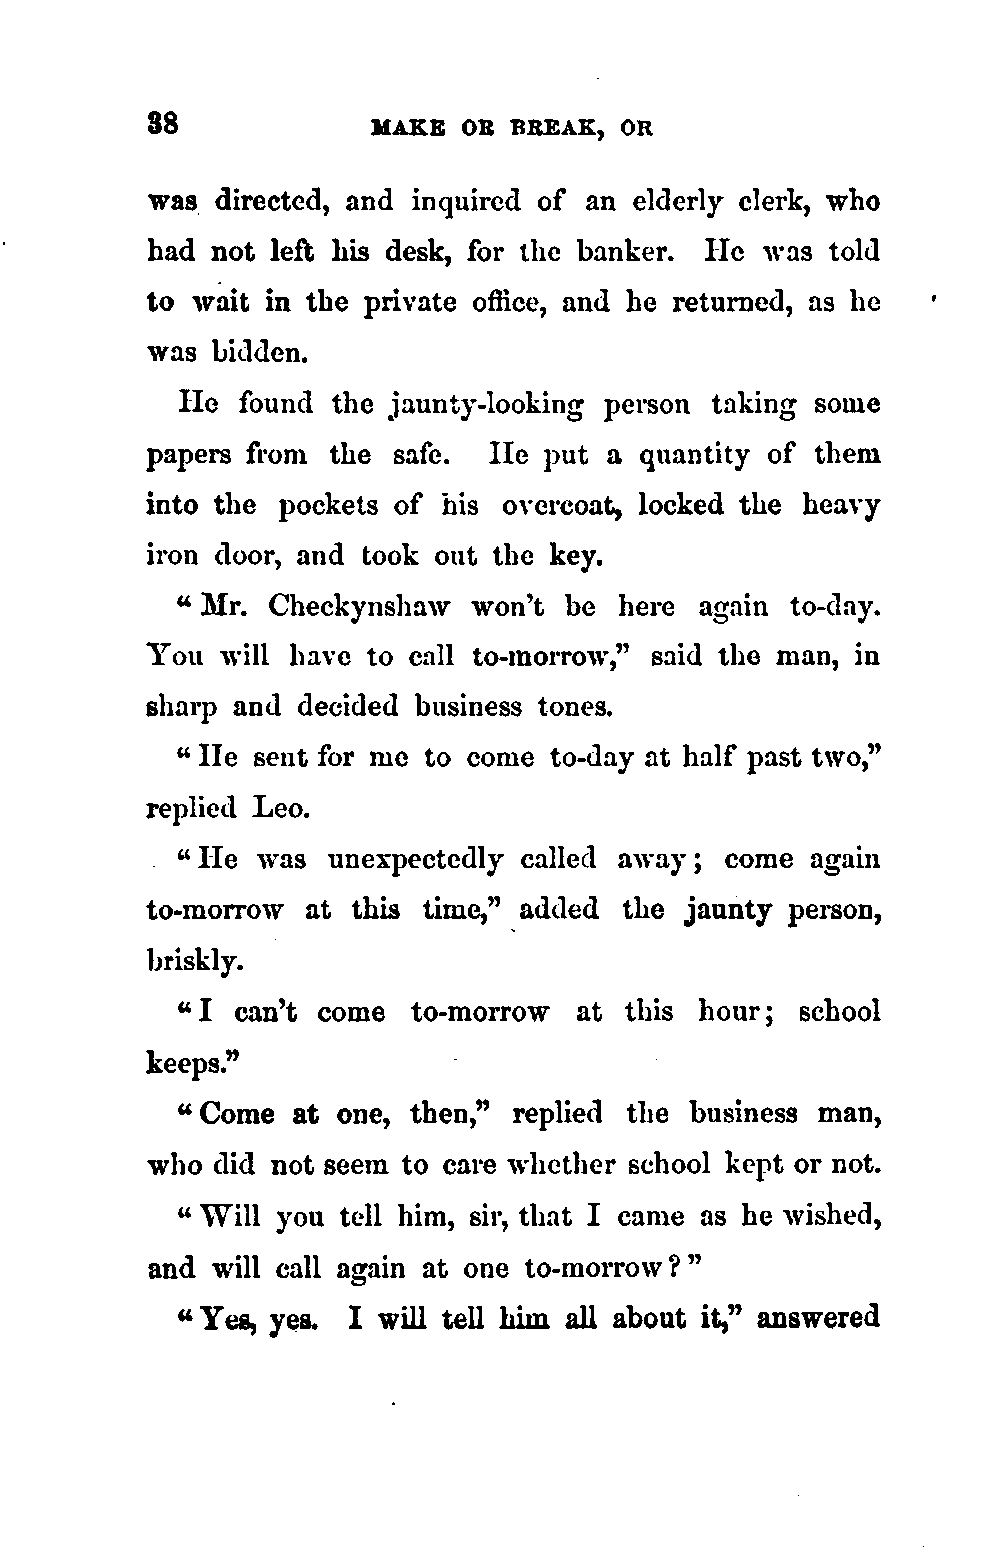 38 MAKE OR BREAK, OR
was directed, and inquired of an elderly clerk, who
had not left his desk, for the banker. He was told
to wait in the private office, and he returned, as he
was bidden.
He found the jaunty-looking person taking some
papers from the safe. He put a quantity of them
into the pockets of his overcoat, locked the heavy
iron door, and took out the key.
“Mr. Checkynshaw won’t be here again to-day.
You will have to call to-morrow,” said the man, in
sharp and decided business tones.
“He sent for me to come to-day at half past two,”
replied Leo.
“He was unexpectedly called away; come again
to-morrow at this time,” added the jaunty person,
briskly.
“I can’t come to-morrow at this hour; school
keeps.”
“Come at one, then,” replied the business man,
who did not seem to care whether school kept or not.
“Will you tell him, sir, that I came as he wished,
and will call again at one to-morrow?”
“Yes, yes. I will tell him all about it,” answered